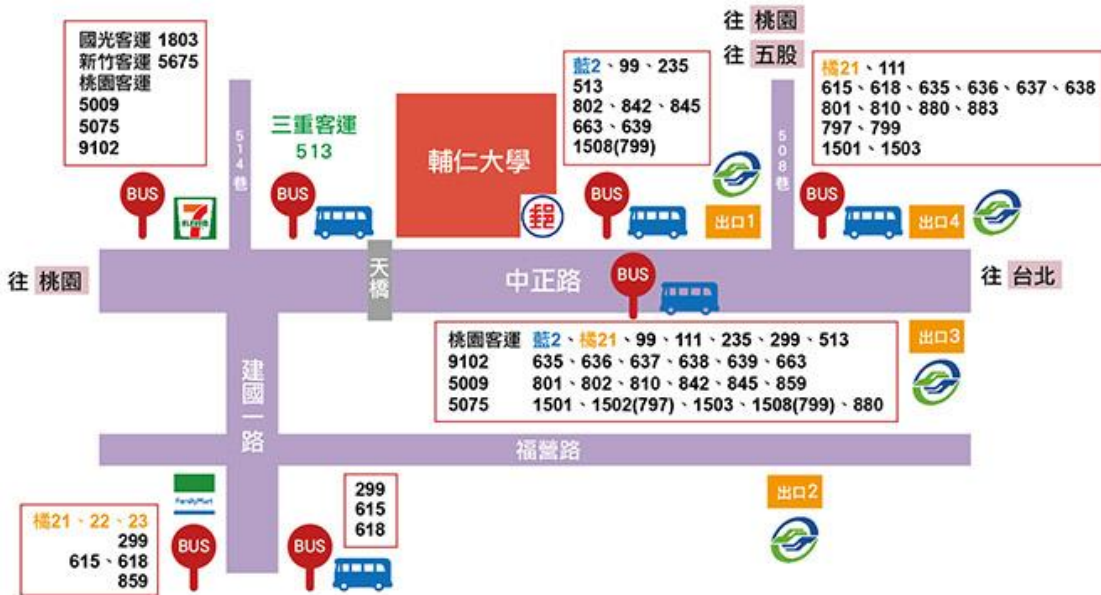 往 桃園
往 五股
國光客運 1803
新竹客運 5675
桃園客運
5009
5075
9102
BUS
7
ELEVEN
514巷
三重客運
513
BUS
輔仁大學
郵
藍2、99、235
513
802、842、845
663、639
1508(799)
BUS
出口1
508巷
橘21、111
615、618、635、636、637、638
801、810、880、883
797、799
1501、1503
BUS
出口4
往 桃園
天橋
中正路
BUS
往 台北
桃園客運 藍2、橘21、99、111、235、299、513
9102 635、636、637、638、639、663
5009 801、802、810、842、845、859
5075 1501、1502(797)、1503、1508(799)、880
出口3
建國一路
福營路
FamilyMart
橘21、22、23
299
615、618
859
BUS
BUS
299
615
618
出口2